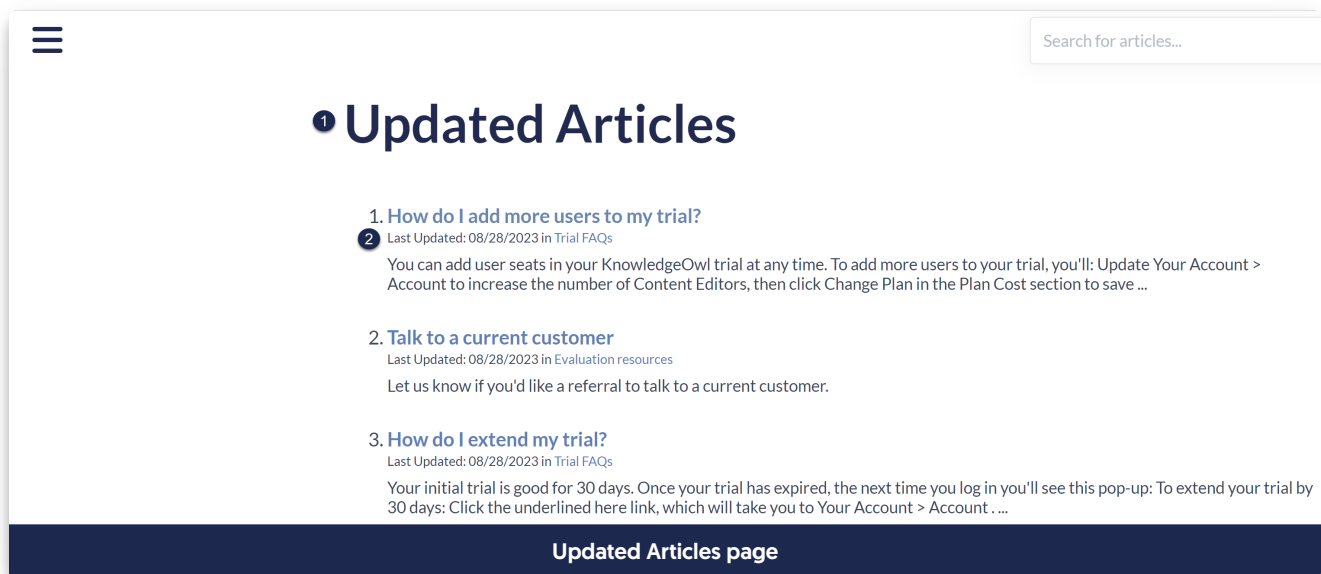 Search for articles...
1 Updated Articles
1. How do I add more users to my trial?
2 Last Updated: 08/28/2023 in Trial FAQs
You can add user seats in your KnowledgeOwl trial at any time. To add more users to your trial, you'll: Update Your Account >
Account to increase the number of Content Editors, then click Change Plan in the Plan Cost section to save ...
2. Talk to a current customer
Last Updated: 08/28/2023 in Evaluation resources
Let us know if you'd like a referral to talk to a current customer.
3. How do I extend my trial?
Last Updated: 08/28/2023 in Trial FAQs
Your initial trial is good for 30 days. Once your trial has expired, the next time you log in you'll see this pop-up: To extend your trial by
30 days: Click the underlined here link, which will take you to Your Account > Account . ...
Updated Articles page